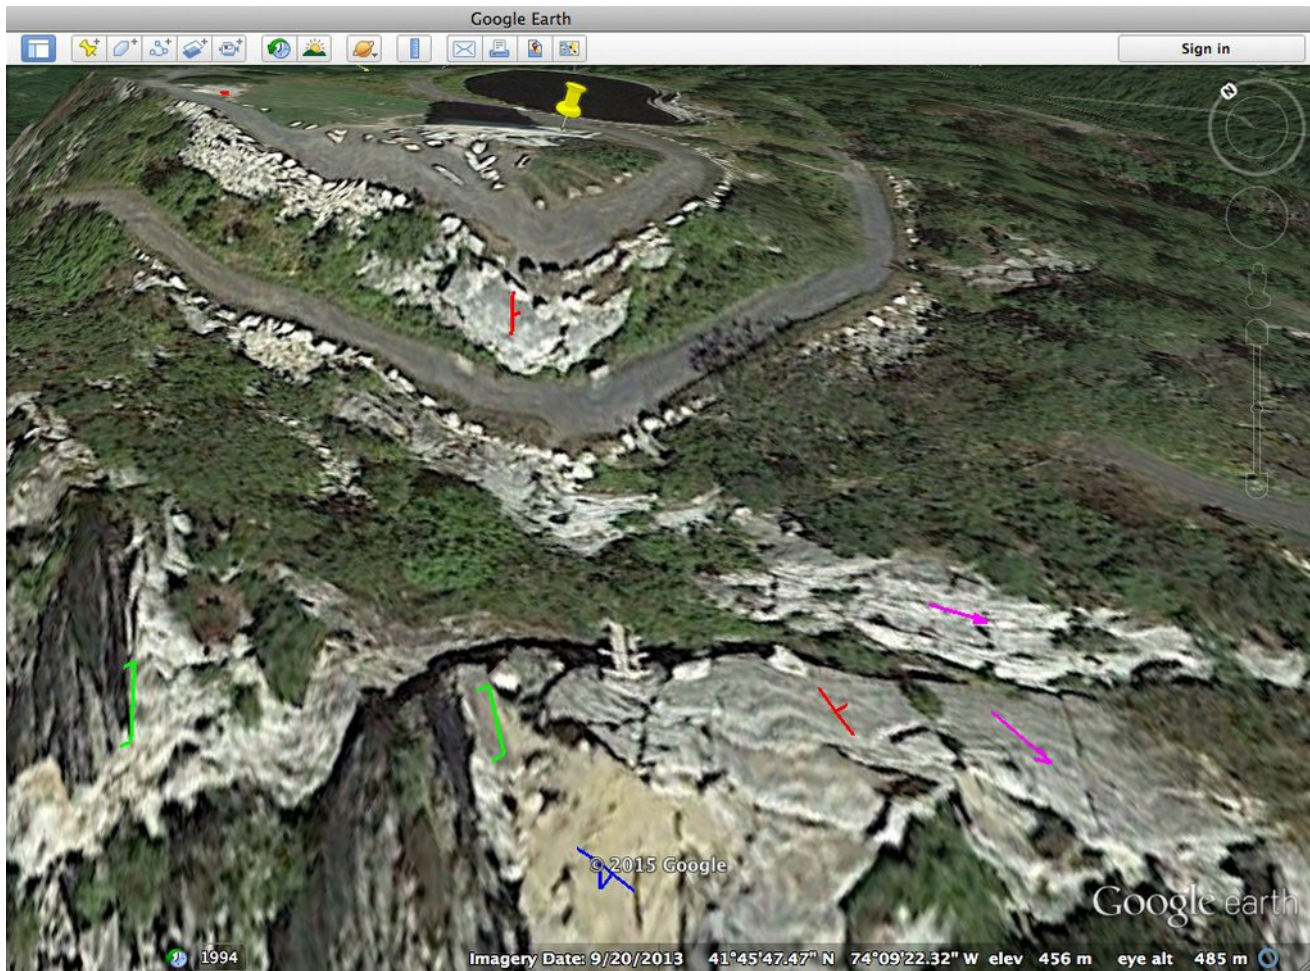 Google Earth
Sign in
N
© 2015 Google
Google earth
1994
Imagery Date: 9/20/2013 41°45'47.47" N 74°09'22.32" W elev 456 m eye alt 485 m